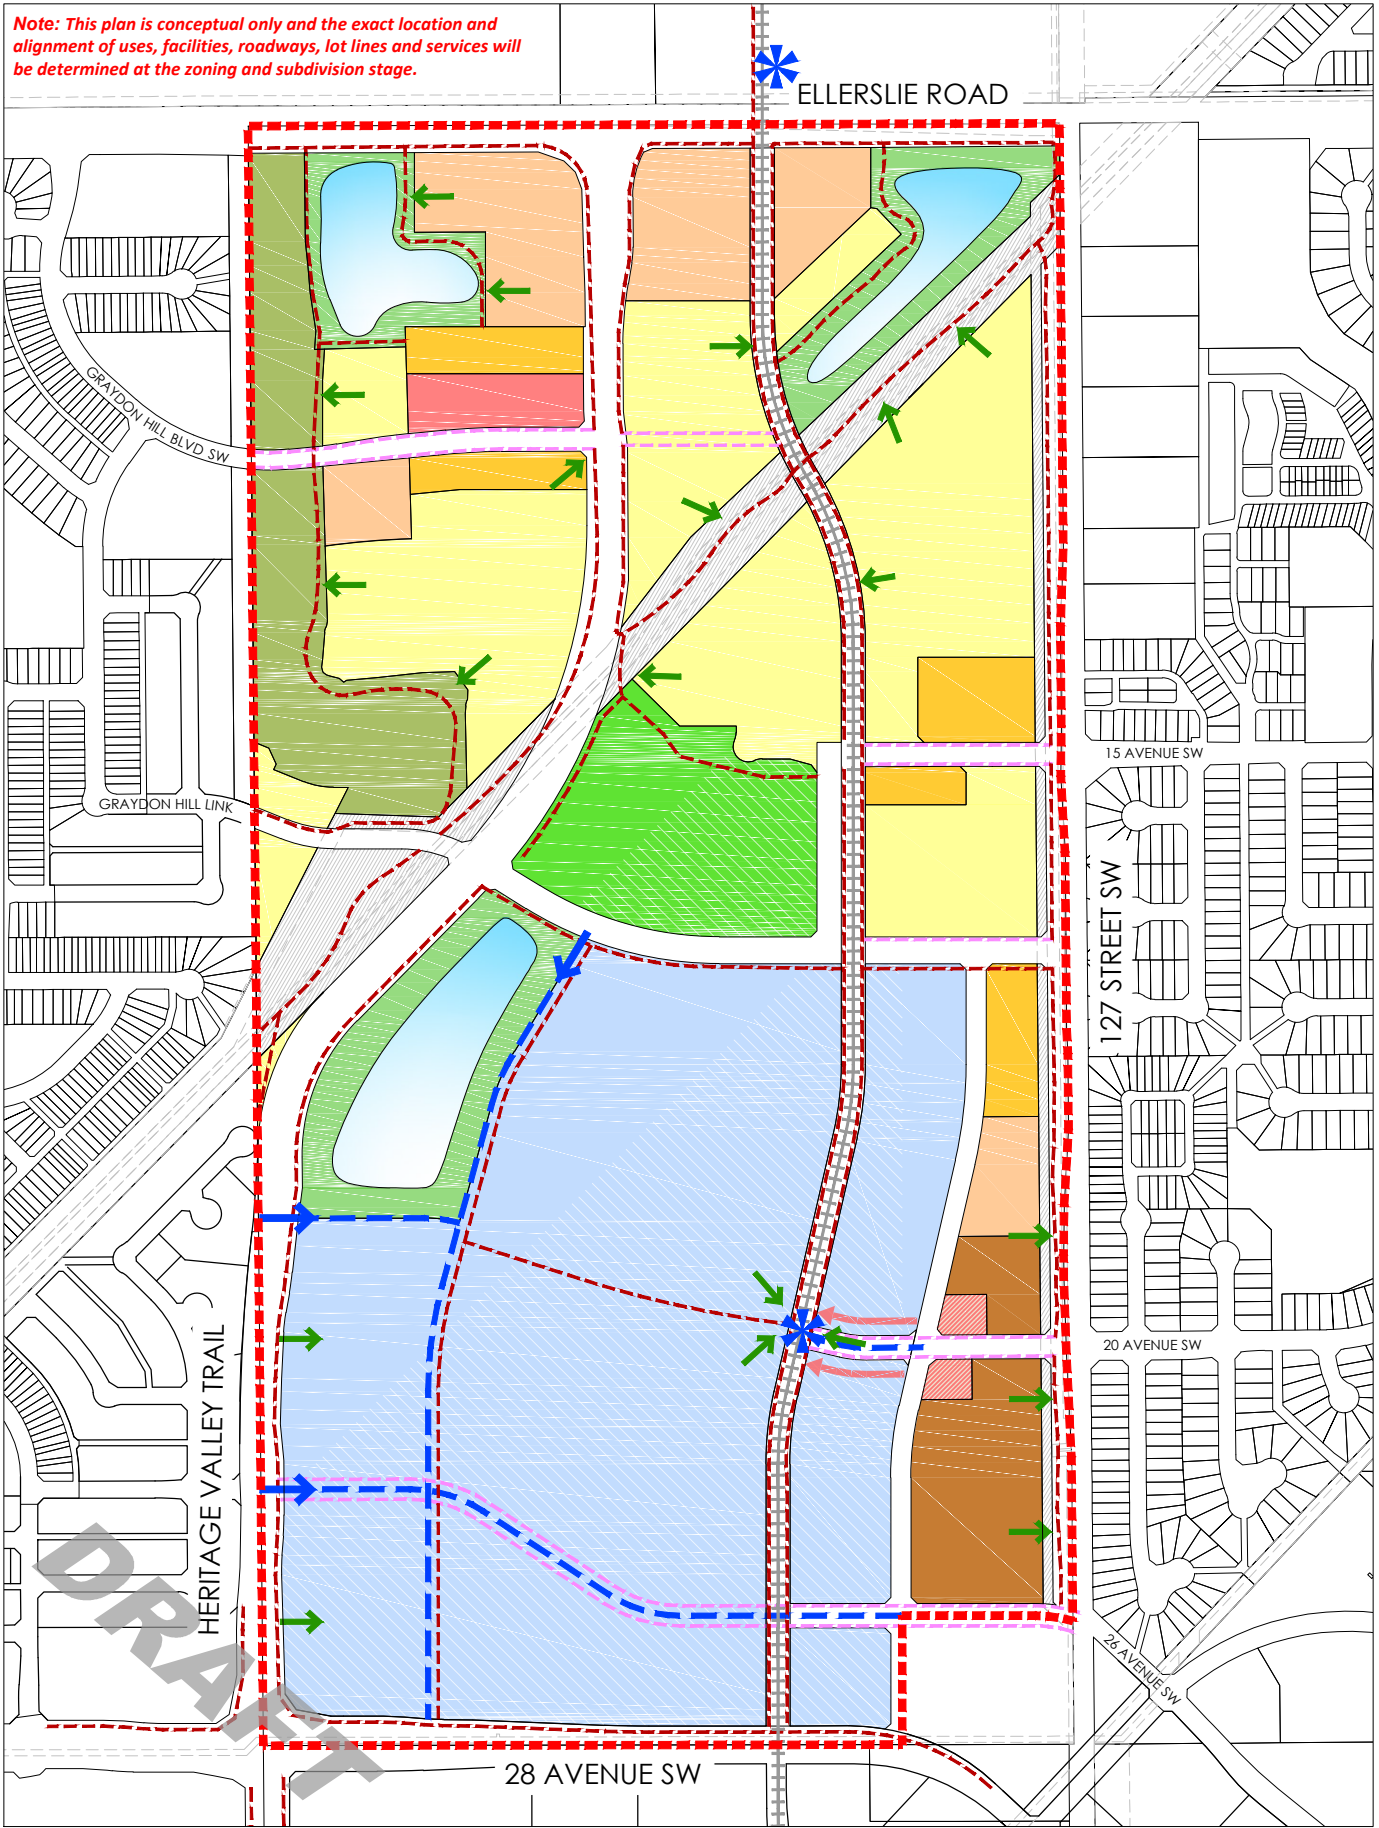 Note: This plan is conceptual only and the exact location and
alignment of uses, facilities, roadways, lot lines and services will
be determined at the zoning and subdivision stage.
ELLERSLIE ROAD
GRAYDON HILL BLVD SW
15 AVENUE SW
GRAYDON HILL LINK
127 STREET SW
20 AVENUE SW
HERITAGE VALLEY TRAIL
DRAFT
26 AVENUE SW
28 AVENUE SW